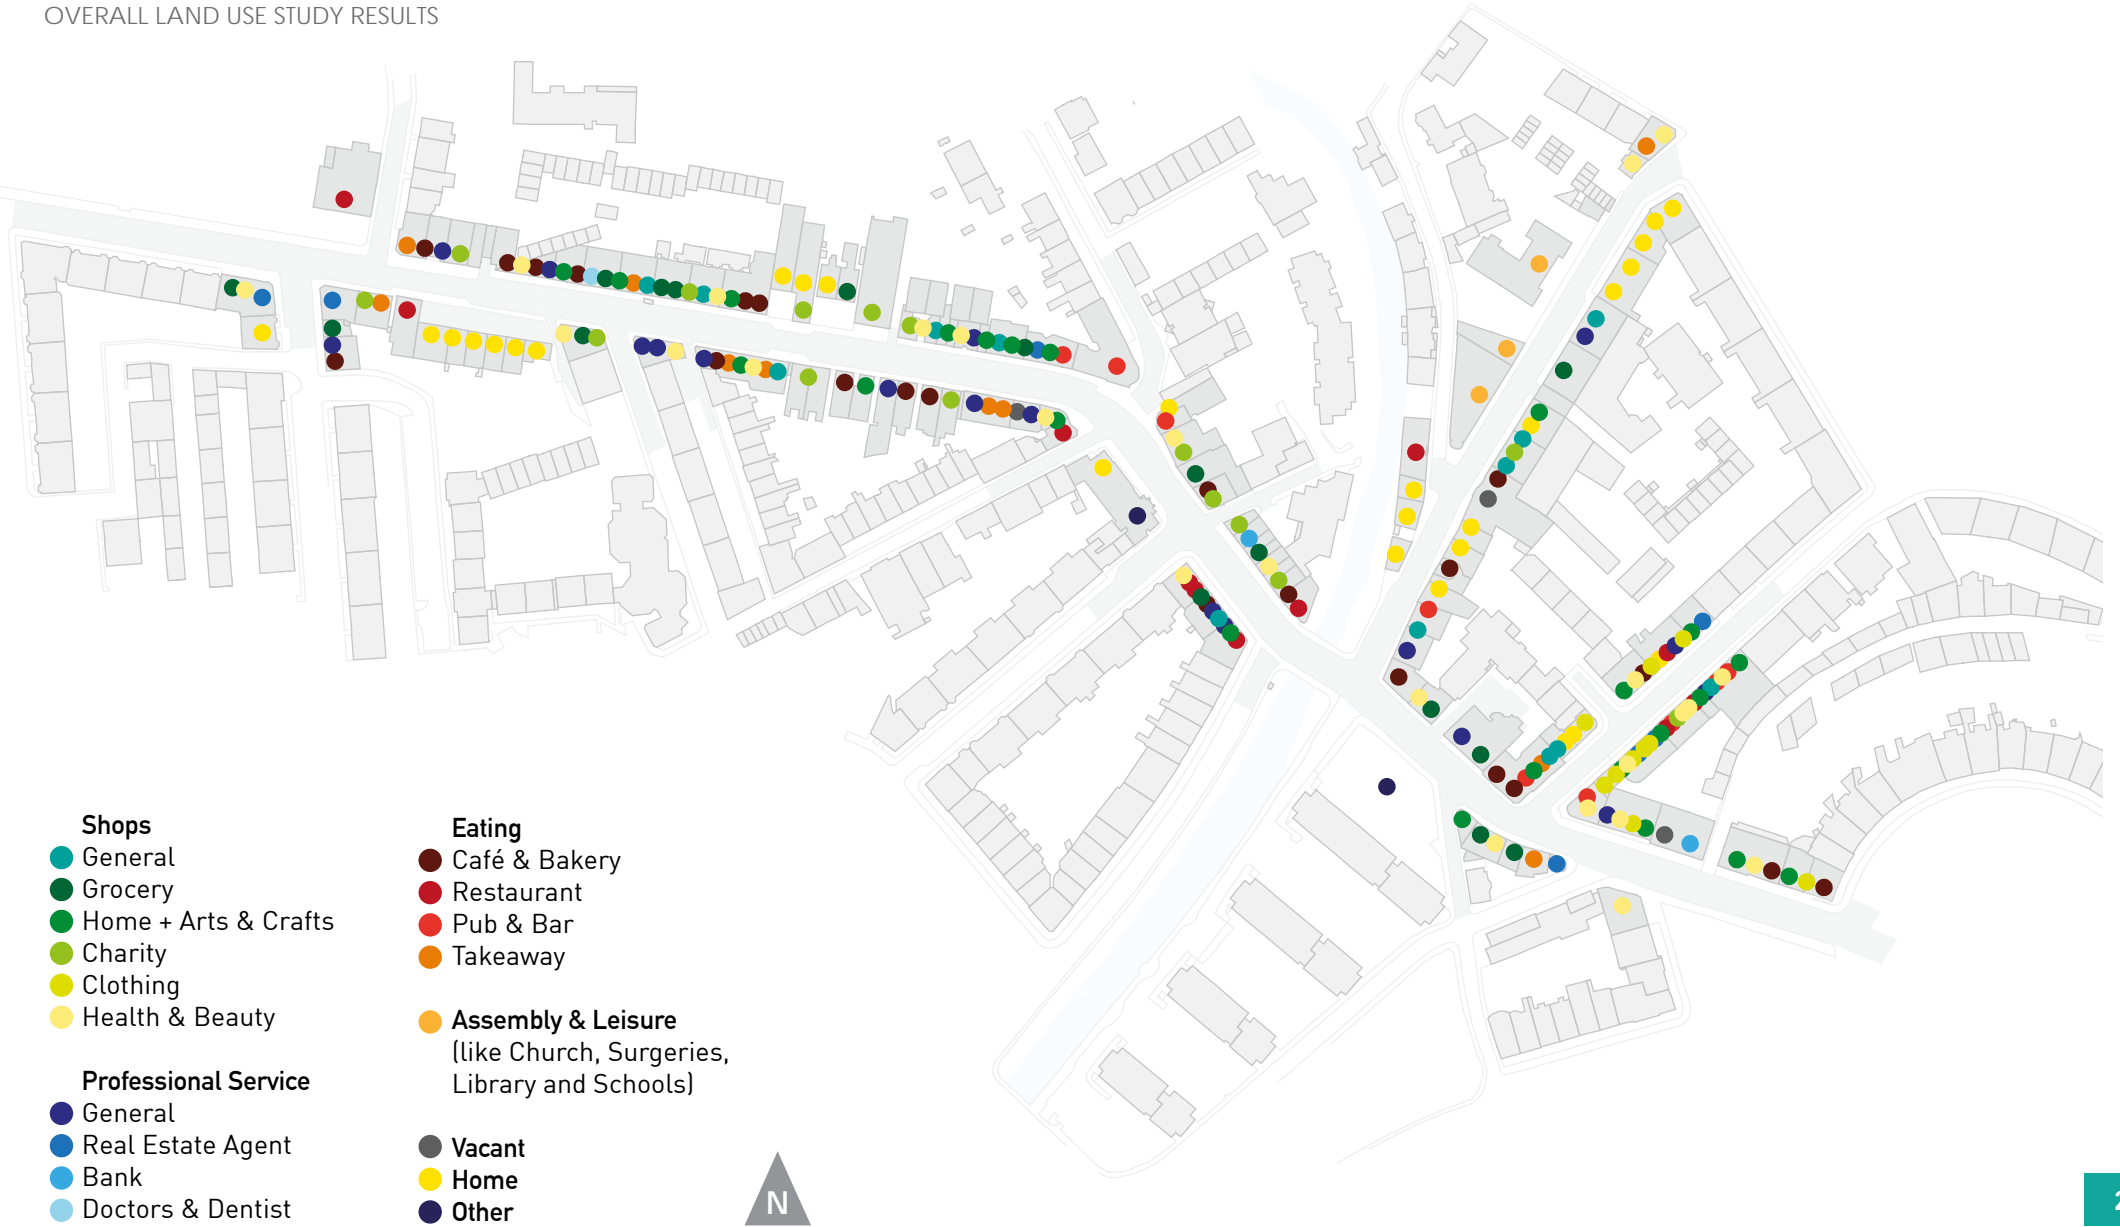 OVERALL LAND USE STUDY RESULTS
Shops
General
Grocery
Home + Arts & Crafts
Charity
Clothing
Health & Beauty
Professional Service
General
Real Estate Agent
Bank
Doctors & Dentist
Eating
Café & Bakery
Restaurant
Pub & Bar
Takeaway
Assembly & Leisure
(like Church, Surgeries,
Library and Schools)
Vacant
Home
Other
N